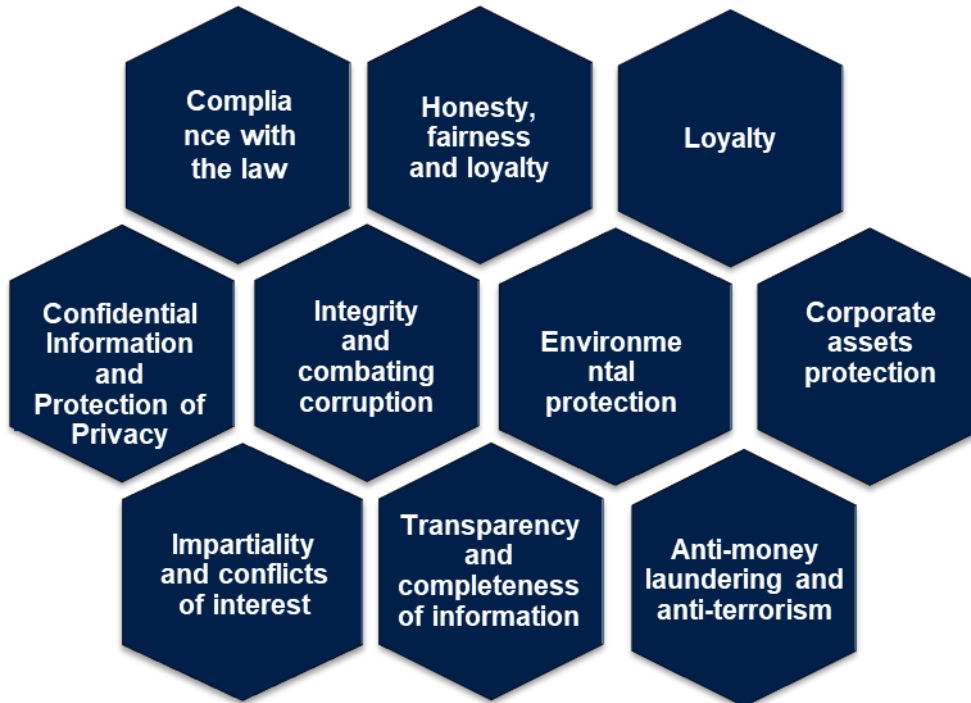 Complia
nce with
the law
Honesty,
fairness
and loyalty
Loyalty
Confidential
Information
and
Protection of
Privacy
Integrity
and
combating
corruption
Environme
ntal
protection
Corporate
assets
protection
Impartiality
and conflicts
of interest
Transparency
and
completeness
of information
Anti-money
laundering and
anti-terrorism